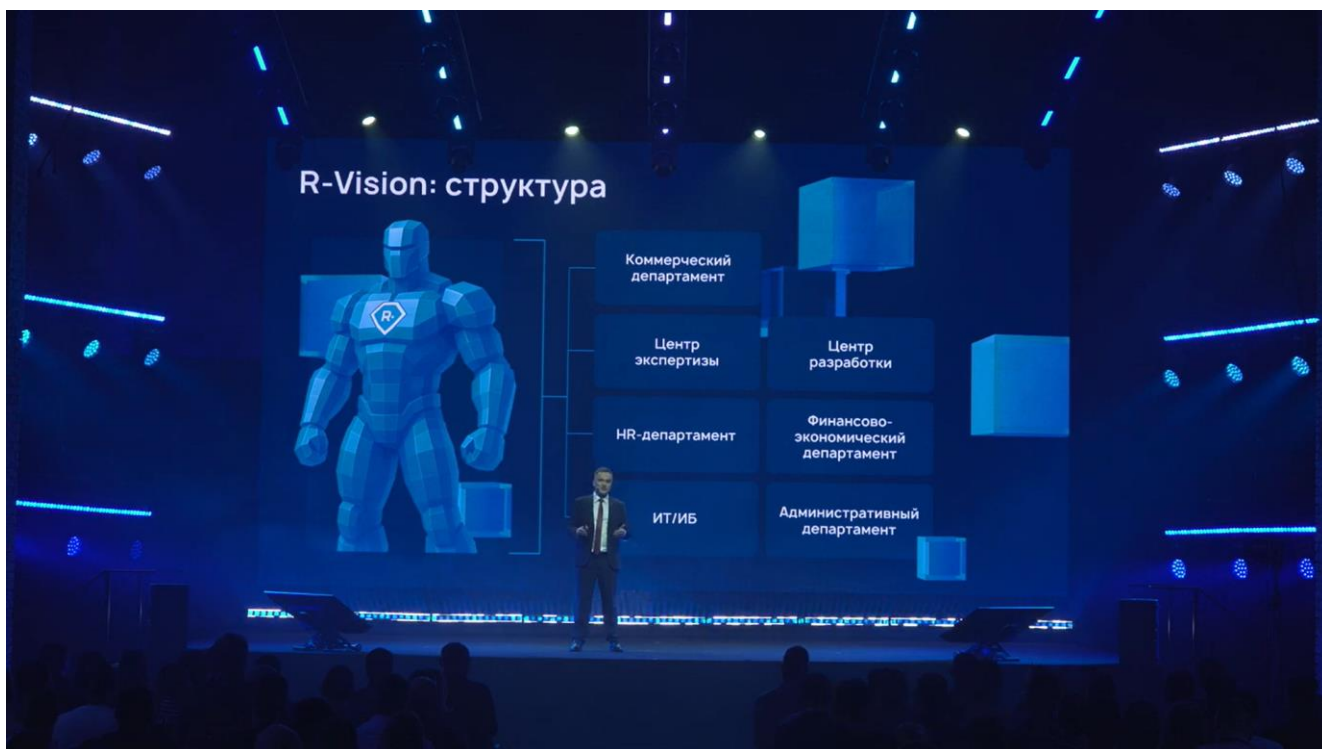 R-Vision: структура
R·
Коммерческий
департамент
Центр
экспертизы
Центр
разработки
HR-департамент
Финансово-
экономический
департамент
ИТ/ИБ
Административный
департамент